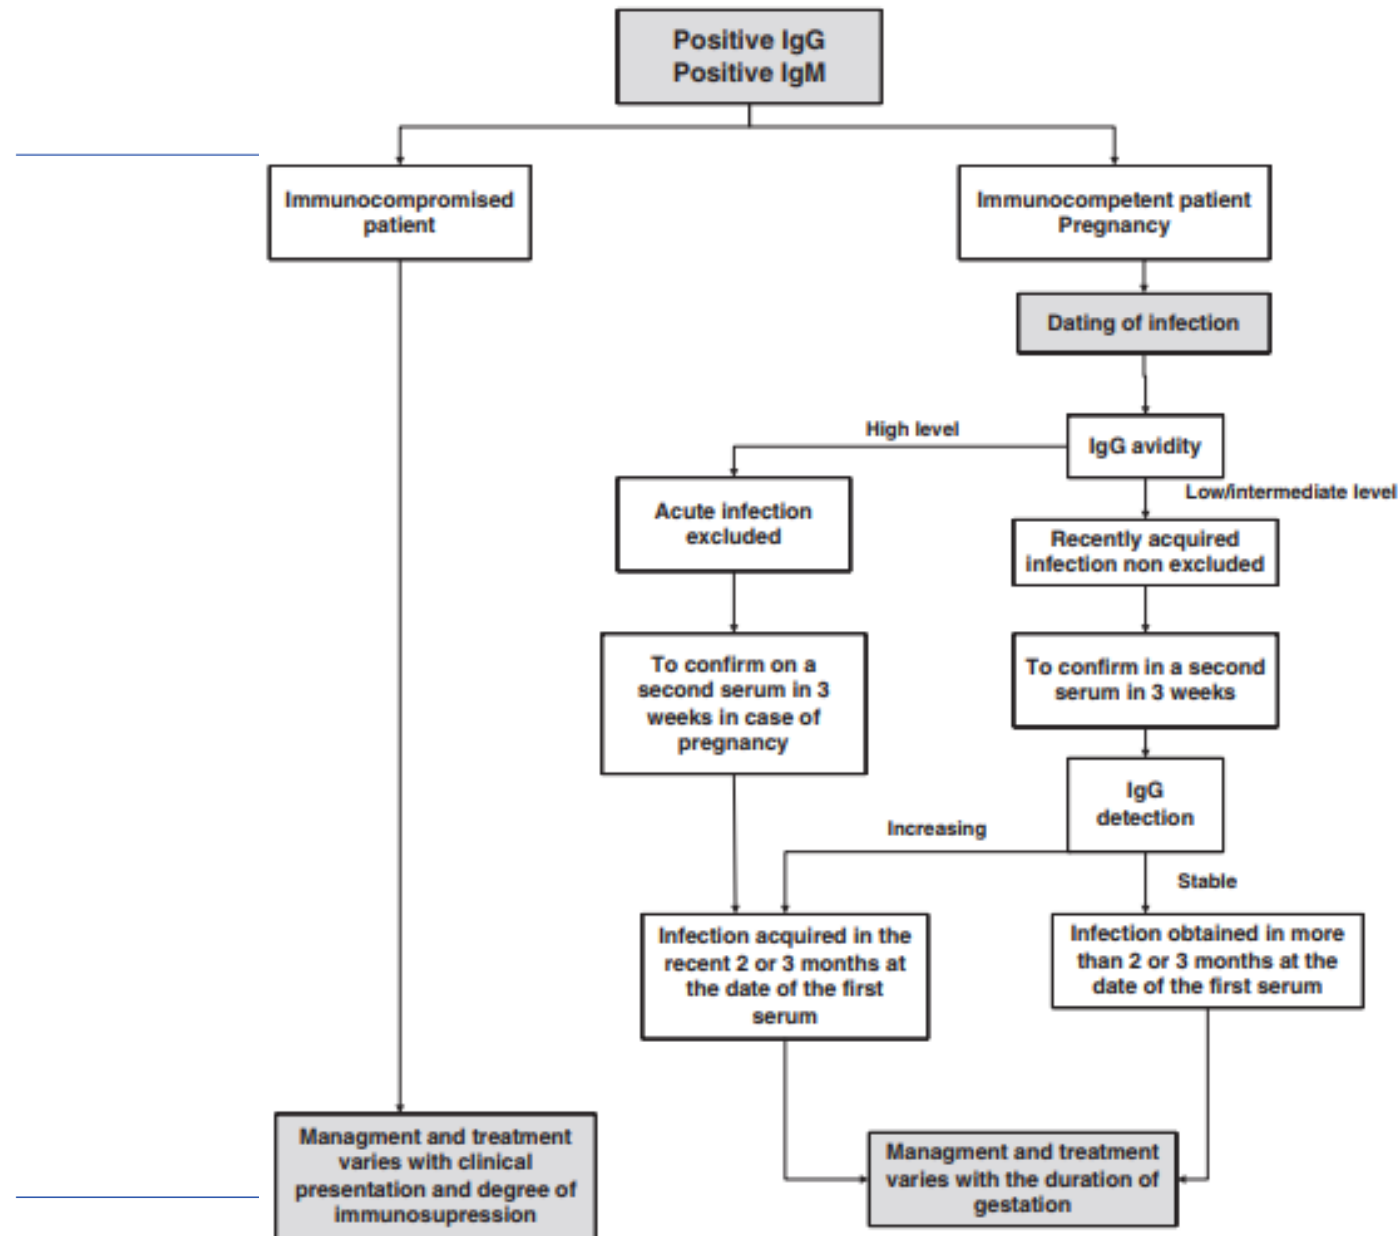 Positive IgG
Positive IgM
Immunocompromised
patient
Immunocompetent patient
Pregnancy
Dating of infection
High level
IgG avidity
Low/intermediate level
Acute infection
excluded
Recently acquired
infection non excluded
To confirm on a
second serum in 3
weeks in case of
pregnancy
To confirm in a second
serum in 3 weeks
IgG
detection
Increasing
Stable
Infection acquired in the
recent 2 or 3 months at
the date of the first
serum
Infection obtained in more
than 2 or 3 months at the
date of the first serum
Managment and treatment
varies with clinical
presentation and degree of
immunosupression
Managment and treatment
varies with the duration of
gestation